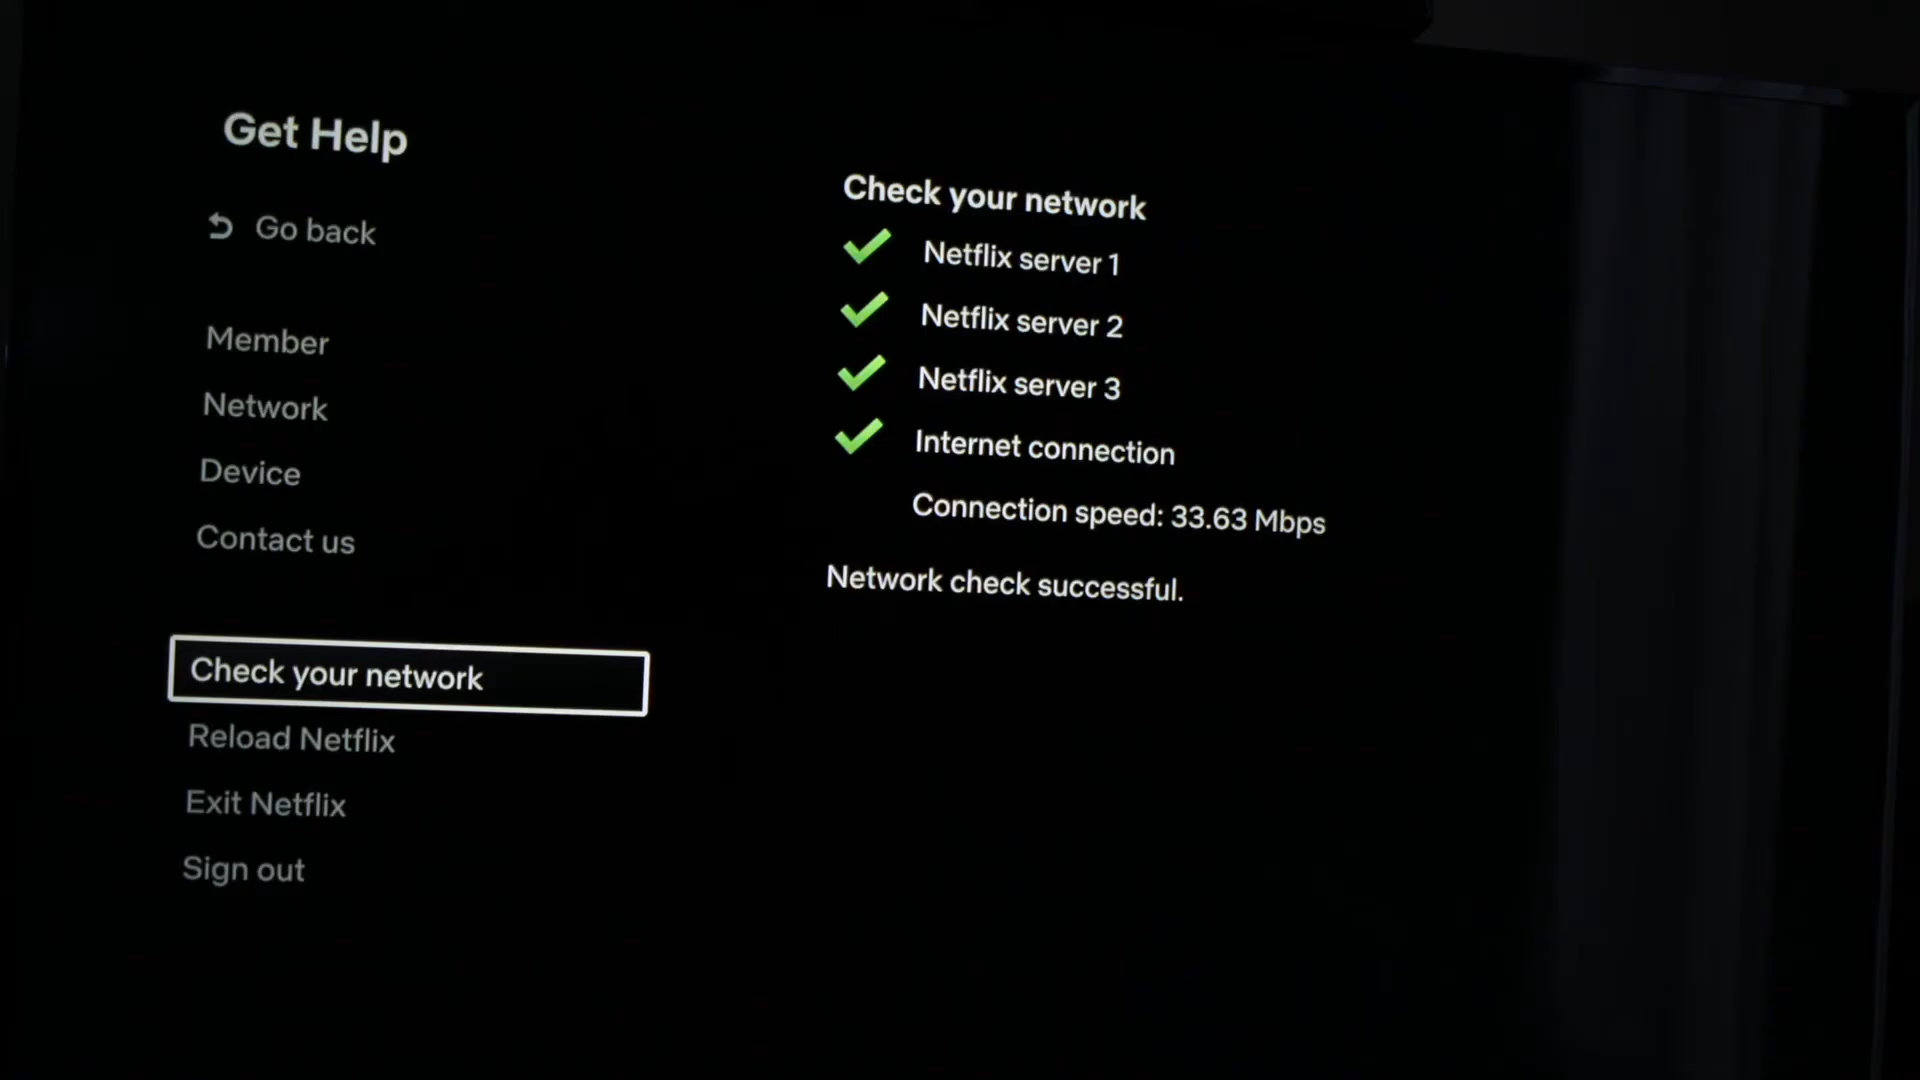 Get Help
Go back
Member
Network
Device
Contact us
Check your network
Reload Netflix
Exit Netflix
Sign out
Check your network
Netflix server 1
Netflix server 2
Netflix server 3
Internet connection
Connection speed: 33.63 Mbps
Network check successful.